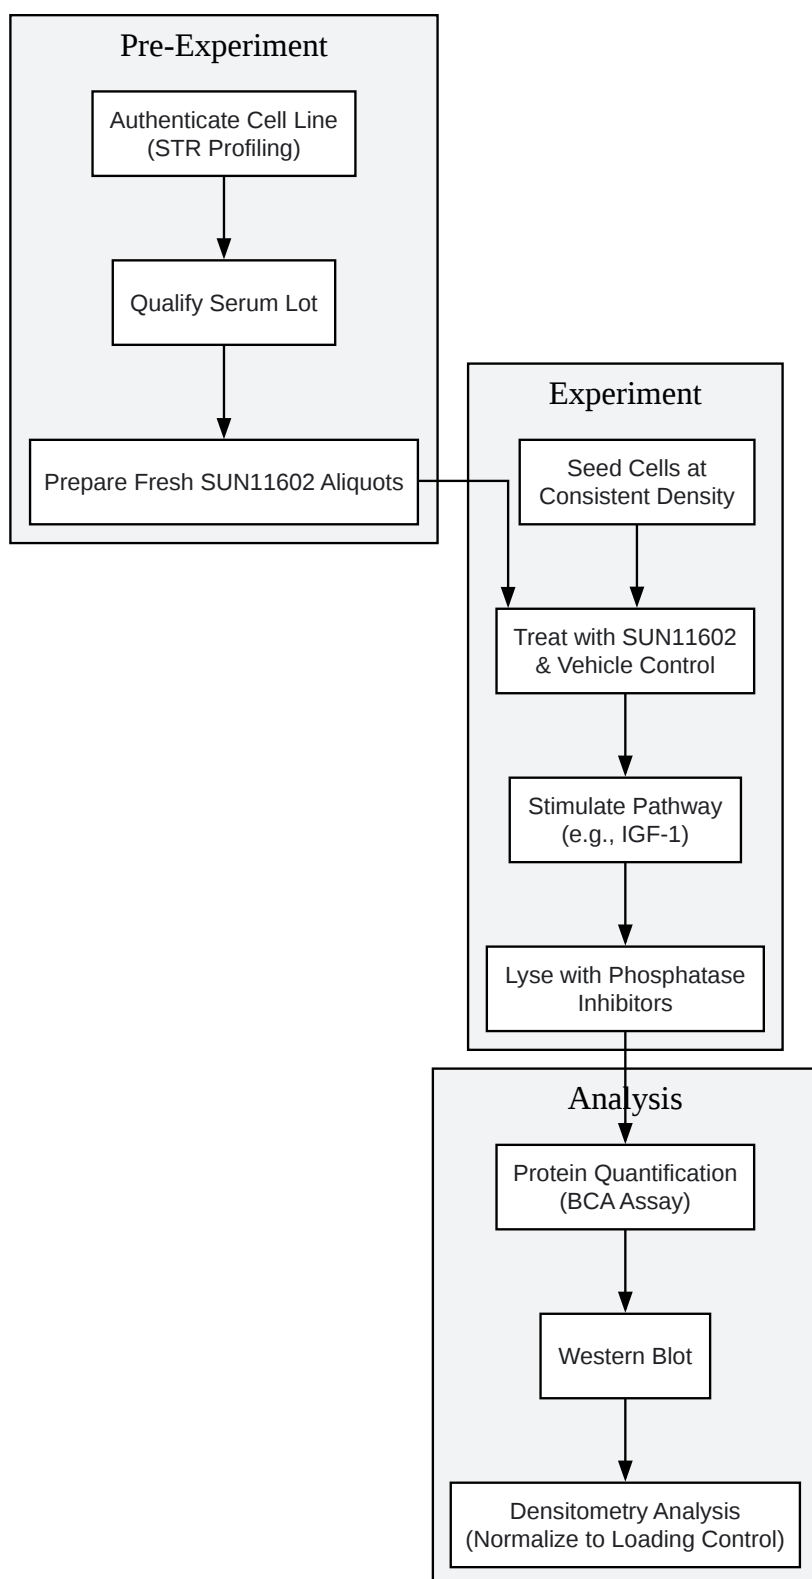 Pre-Experiment
Authenticate Cell Line
(STR Profiling)
Qualify Serum Lot
Prepare Fresh SUN11602 Aliquots
Experiment
Seed Cells at
Consistent Density
Treat with SUN11602
& Vehicle Control
Stimulate Pathway
(e.g., IGF-1)
Lyse with Phosphatase
Inhibitors
Analysis
Protein Quantification
(BCA Assay)
Western Blot
Densitometry Analysis
(Normalize to Loading Control)